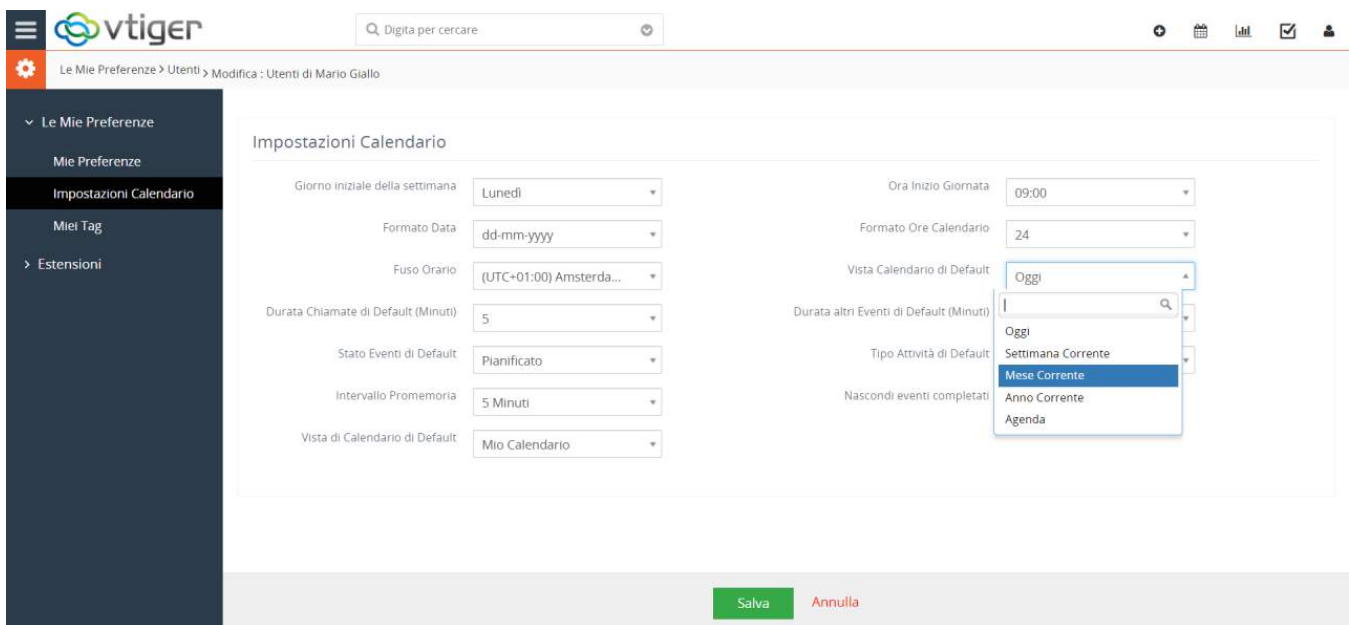 vtiger
Digita per cercare
Le Mie Preferenze > Utenti > Modifica : Utenti di Mario Giallo
Le Mie Preferenze
Mie Preferenze
Impostazioni Calendario
Miei Tag
Estensioni
Impostazioni Calendario
Giorno iniziale della settimana Lunedì Ora Inizio Giornata 09:00
Formato Data dd-mm-yyyy Formato Ore Calendario 24
Fuso Orario (UTC+01:00) Amsterda... Vista Calendario di Default Oggi
Durata Chiamate di Default (Minuti) 5 Durata altri Eventi di Default (Minuti)
Oggi
Stato Eventi di Default Pianificato Tipo Attività di Default Settimana Corrente
Mese Corrente
Intervallo Promemoria 5 Minuti Nascondi eventi completati Anno Corrente
Agenda
Vista di Calendario di Default Mio Calendario
Salva Annulla